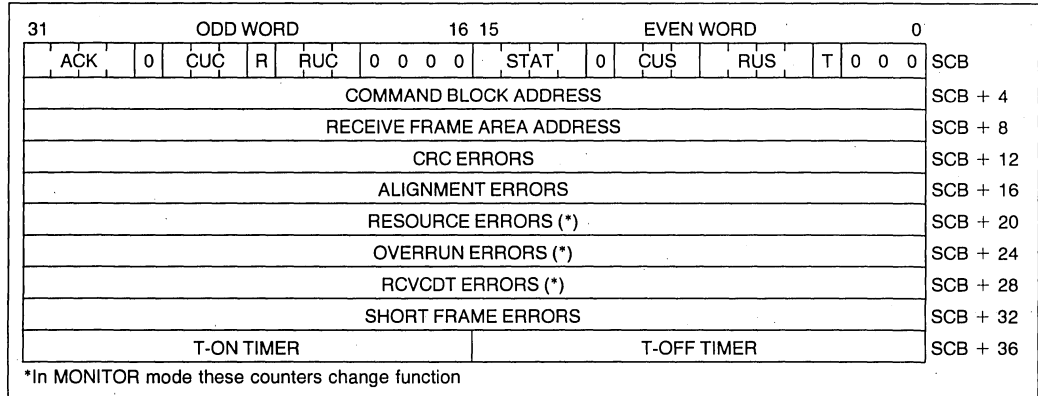 31 ODD WORD 16 15 EVEN WORD 0
ACK 0 CUC R RUC 0 0 0 0 STAT 0 CUS RUS T 0 0 0 SCB
COMMAND BLOCK ADDRESS SCB + 4
RECEIVE FRAME AREA ADDRESS SCB + 8
CRC ERRORS SCB + 12
ALIGNMENT ERRORS SCB + 16
RESOURCE ERRORS (*) SCB + 20
OVERRUN ERRORS (*) SCB + 24
RCVCDT ERRORS (*) SCB + 28
SHORT FRAME ERRORS SCB + 32
T-ON TIMER T-OFF TIMER SCB + 36
*In MONITOR mode these counters change function